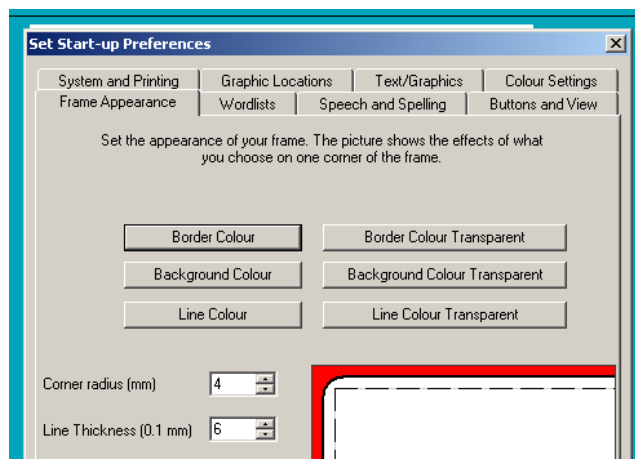 Set Start-up Preferences
System and Printing Graphic Locations Text/Graphics Colour Settings
Frame Appearance Wordlists Speech and Spelling Buttons and View
Set the appearance of your frame. The picture shows the effects of what
you choose on one corner of the frame.
Border Colour Border Colour Transparent
Background Colour Background Colour Transparent
Line Colour Line Colour Transparent
Corner radius (mm) 4
Line Thickness (0.1 mm) 6